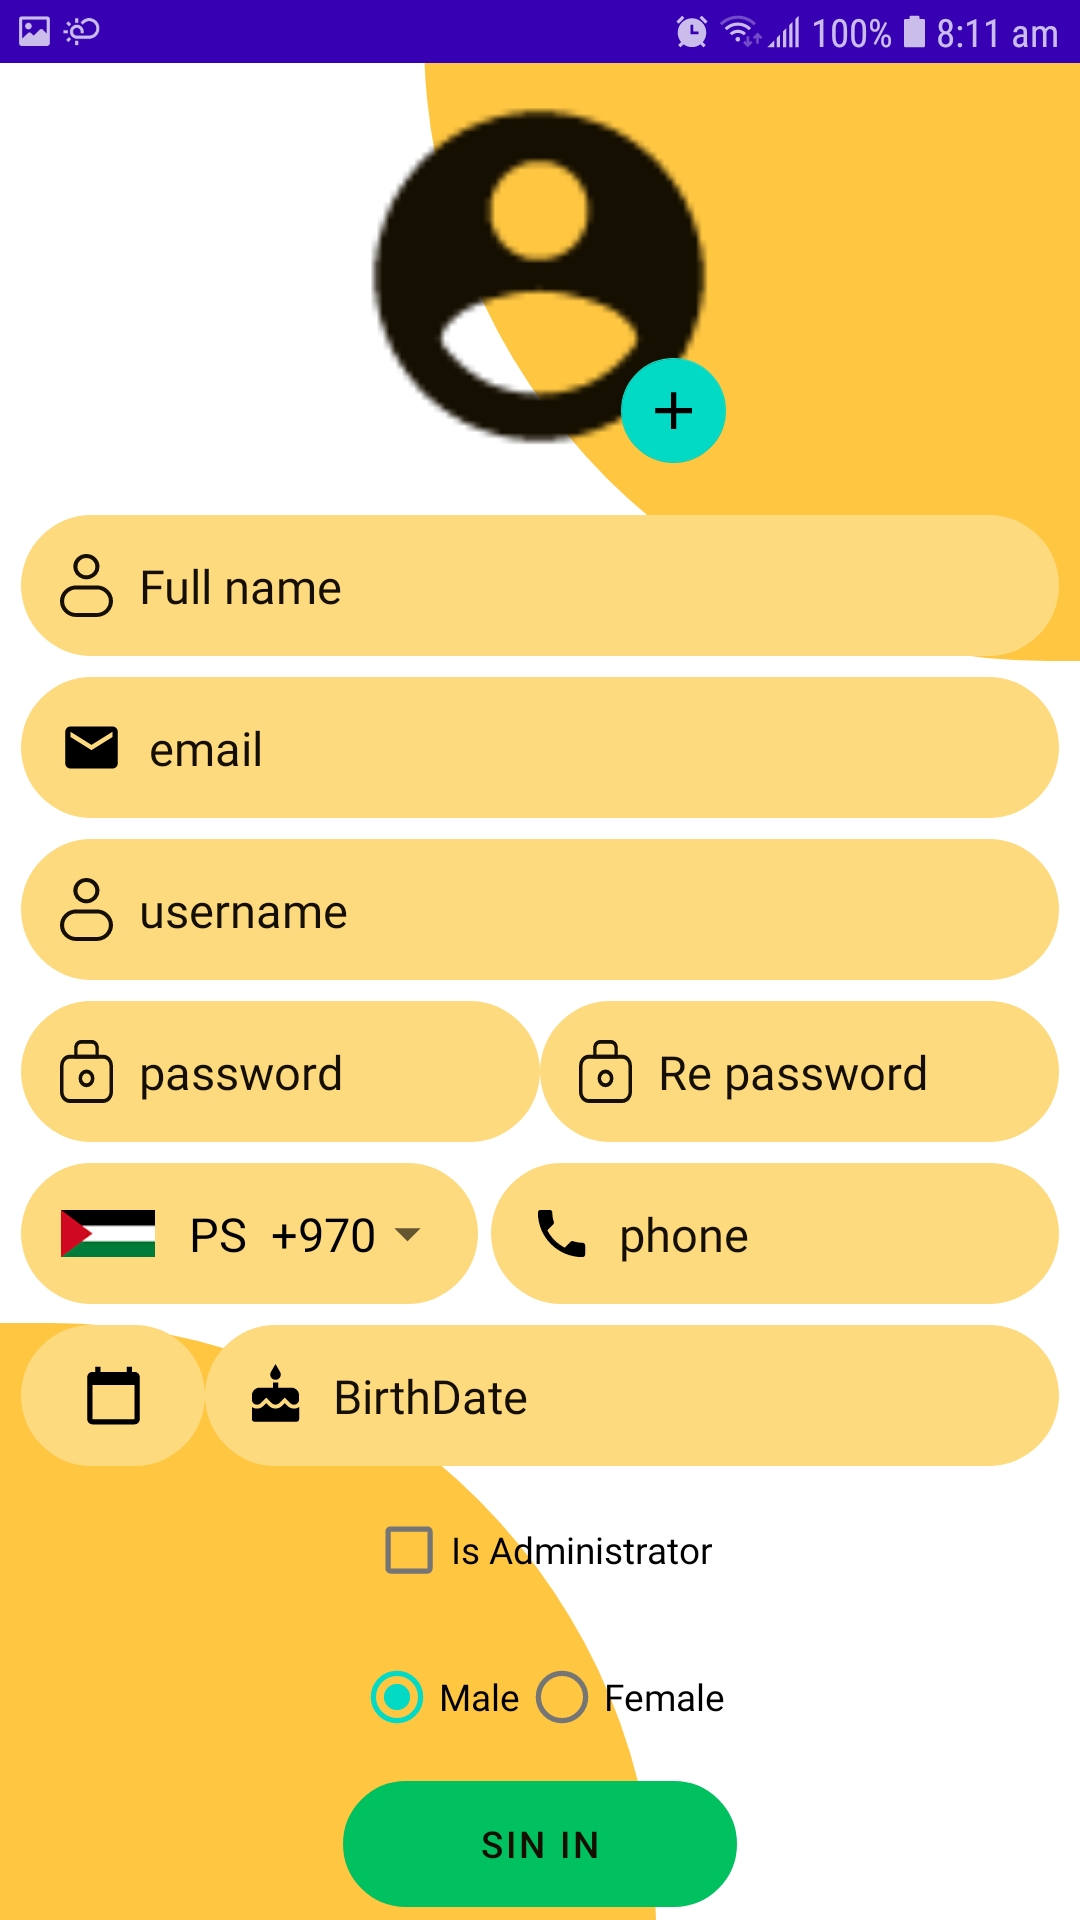 100% 8:11 am
Full name
email
username
password Re password
PS +970 phone
BirthDate
Is Administrator
Male Female
SIN IN